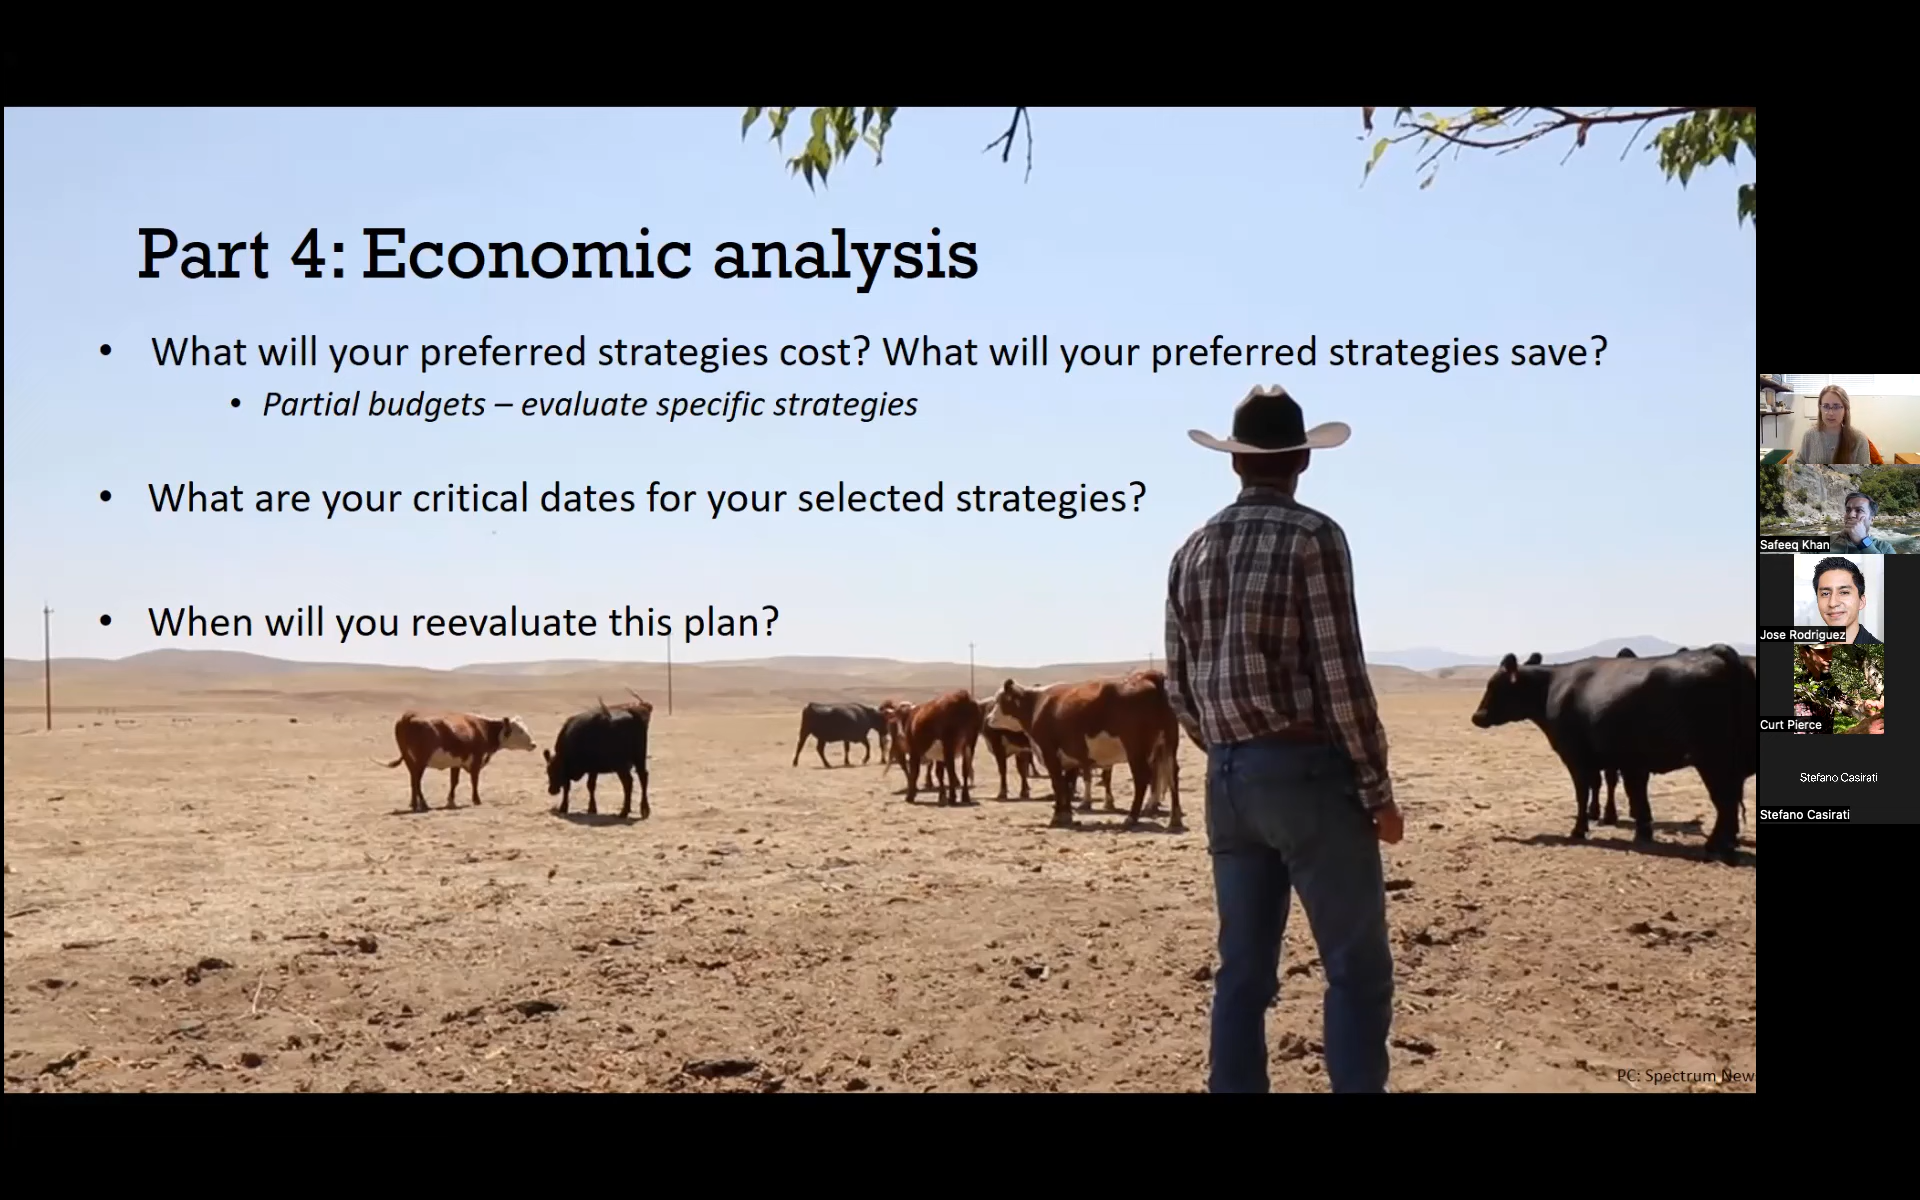 Part 4: Economic analysis
• What will your preferred strategies cost? What will your preferred strategies save?
• Partial budgets – evaluate specific strategies
• What are your critical dates for your selected strategies?
• When will you reevaluate this plan?
PC: Spectrum New
Safeeq Khan
Jose Rodriguez
Curt Pierce
Stefano Casirati
Stefano Casirati